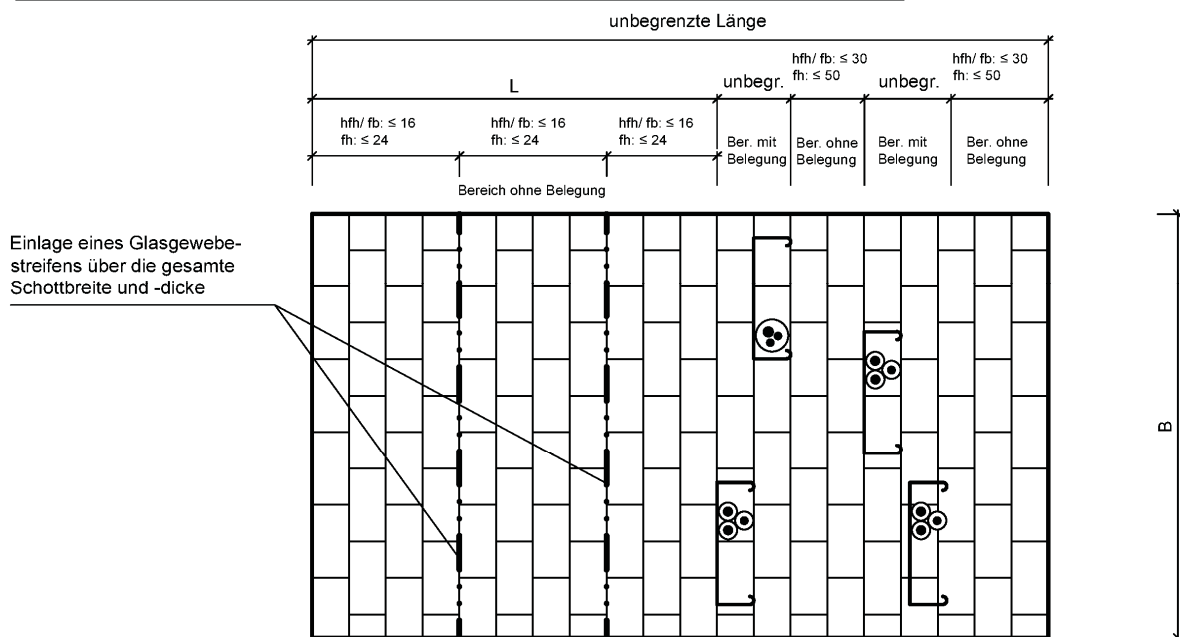 unbegrenzte Länge
hfh/ fb: ≤ 30
fh: ≤ 50
hfh/ fb: ≤ 30
fh: ≤ 50
L
unbegr.
unbegr.
hfh/ fb: ≤ 16
fh: ≤ 24
hfh/ fb: ≤ 16
fh: ≤ 24
hfh/ fb: ≤ 16
fh: ≤ 24
Ber. mit
Belegung
Ber. ohne
Belegung
Ber. mit
Belegung
Ber. ohne
Belegung
Bereich ohne Belegung
Einlage eines Glasgewebe-
streifens über die gesamte
Schottbreite und -dicke
B